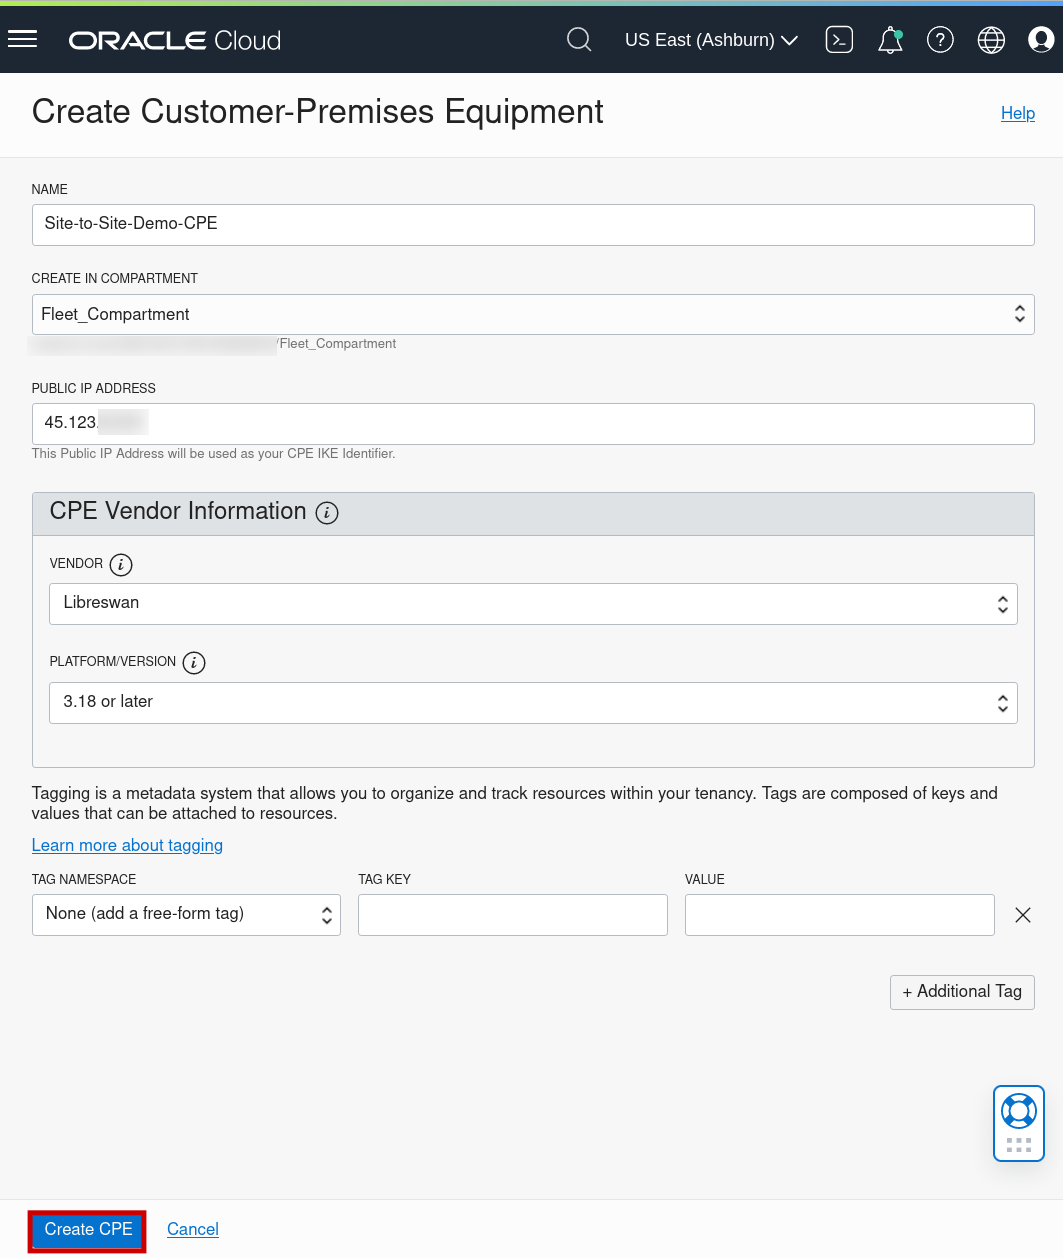 ORACLE Cloud
US East (Ashburn)
Create Customer-Premises Equipment
Help
NAME
Site-to-Site-Demo-CPE
CREATE IN COMPARTMENT
Fleet_Compartment
/Fleet_Compartment
PUBLIC IP ADDRESS
45.123.
This Public IP Address will be used as your CPE IKE Identifier.
CPE Vendor Information
VENDOR
Libreswan
PLATFORM/VERSION
3.18 or later
Tagging is a metadata system that allows you to organize and track resources within your tenancy. Tags are composed of keys and
values that can be attached to resources.
Learn more about tagging
TAG NAMESPACE TAG KEY VALUE
None (add a free-form tag)
+ Additional Tag
Create CPE Cancel